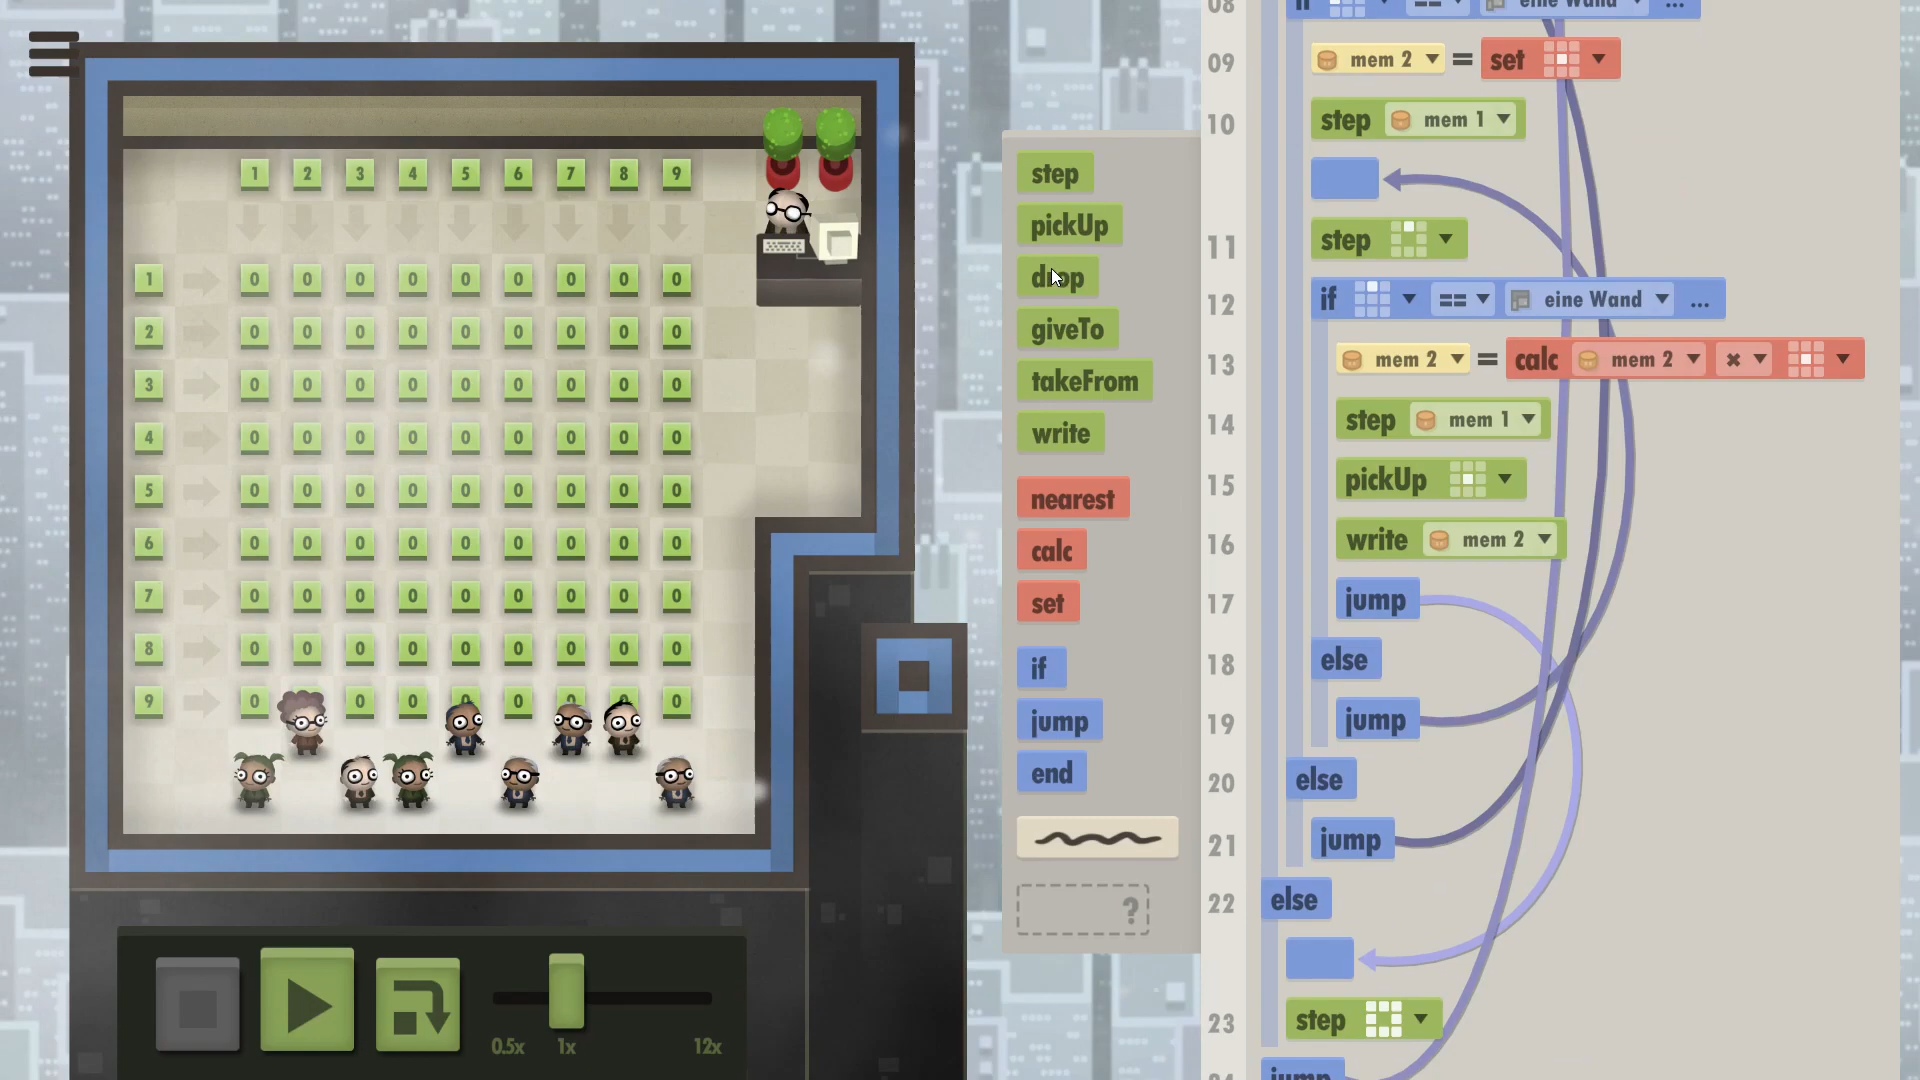 1 2 3 4 5 6 7 8 9
1 0 0 0 0 0 0 0 0 0
2 0 0 0 0 0 0 0 0 0
3 0 0 0 0 0 0 0 0 0
4 0 0 0 0 0 0 0 0 0
5 0 0 0 0 0 0 0 0 0
6 0 0 0 0 0 0 0 0 0
7 0 0 0 0 0 0 0 0 0
8 0 0 0 0 0 0 0 0 0
9 0 0 0 0 0 0 0 0
0.5x 1x 12x
step
pickUp
drop
giveTo
takeFrom
write
nearest
calc
set
if
jump
end
?
08 if == eine Wand ...
09 mem 2 = set
10 step mem 1
11 step
12 if == eine Wand ...
13 mem 2 = calc mem 2 ×
14 step mem 1
15 pickUp
16 write mem 2
17 jump
18 else
19 jump
20 else
21 jump
22 else
23 step
24 jump